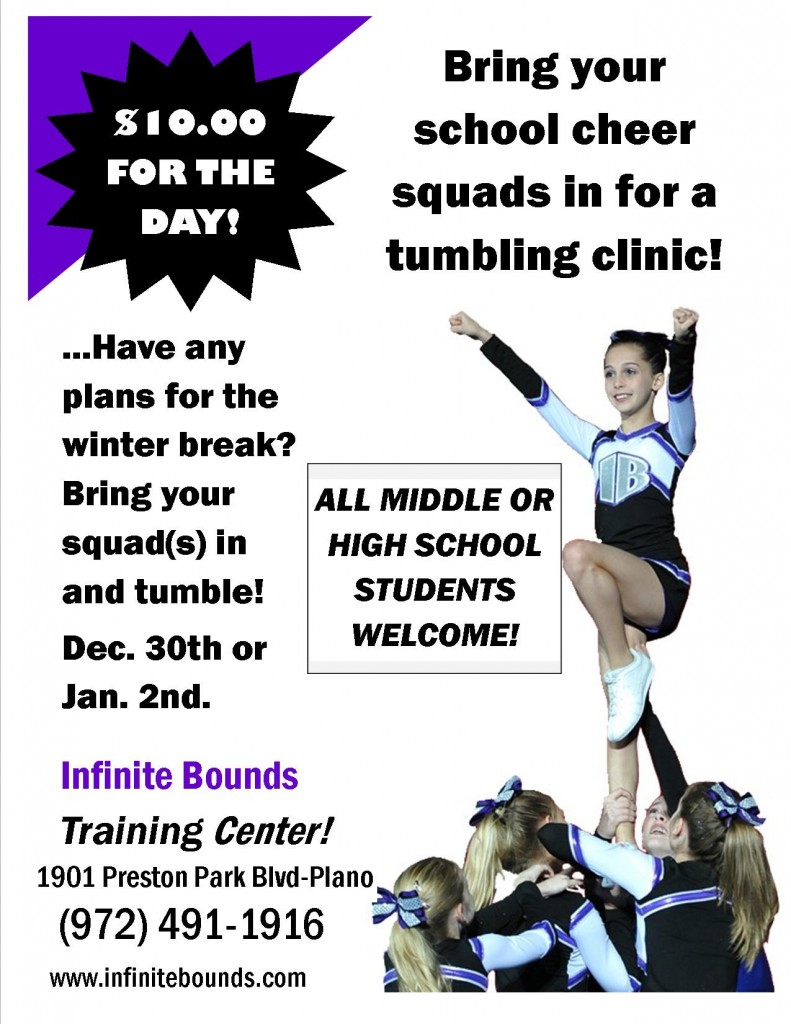 $10.00
FOR THE
DAY!
Bring your
school cheer
squads in for a
tumbling clinic!
...Have any
plans for the
winter break?
Bring your
squad(s) in
and tumble!
Dec. 30th or
Jan. 2nd.
ALL MIDDLE OR
HIGH SCHOOL
STUDENTS
WELCOME!
IB
Infinite Bounds
Training Center!
1901 Preston Park Blvd-Plano
(972) 491-1916
www.infinitebounds.com